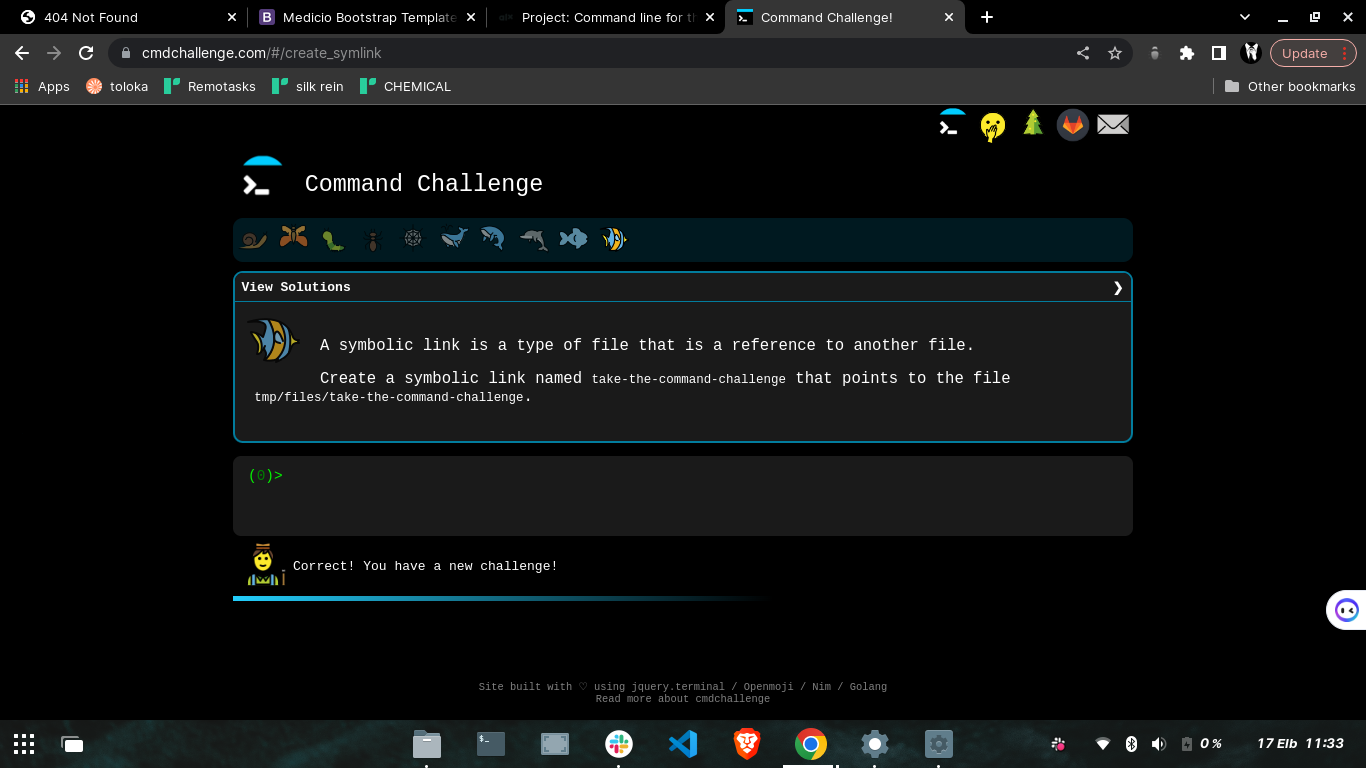 404 Not Found
Medicio Bootstrap Template
Project: Command line for th
Command Challenge!
cmdchallenge.com/#/create_symlink
Update
Apps
toloka
Remotasks
silk rein
CHEMICAL
Other bookmarks
Command Challenge
View Solutions
A symbolic link is a type of file that is a reference to another file.
Create a symbolic link named take-the-command-challenge that points to the file
tmp/files/take-the-command-challenge.
(0)>
Correct! You have a new challenge!
Site built with ♡ using jquery.terminal / Openmoji / Nim / Golang
Read more about cmdchallenge
0 %
17 Elb 11:33